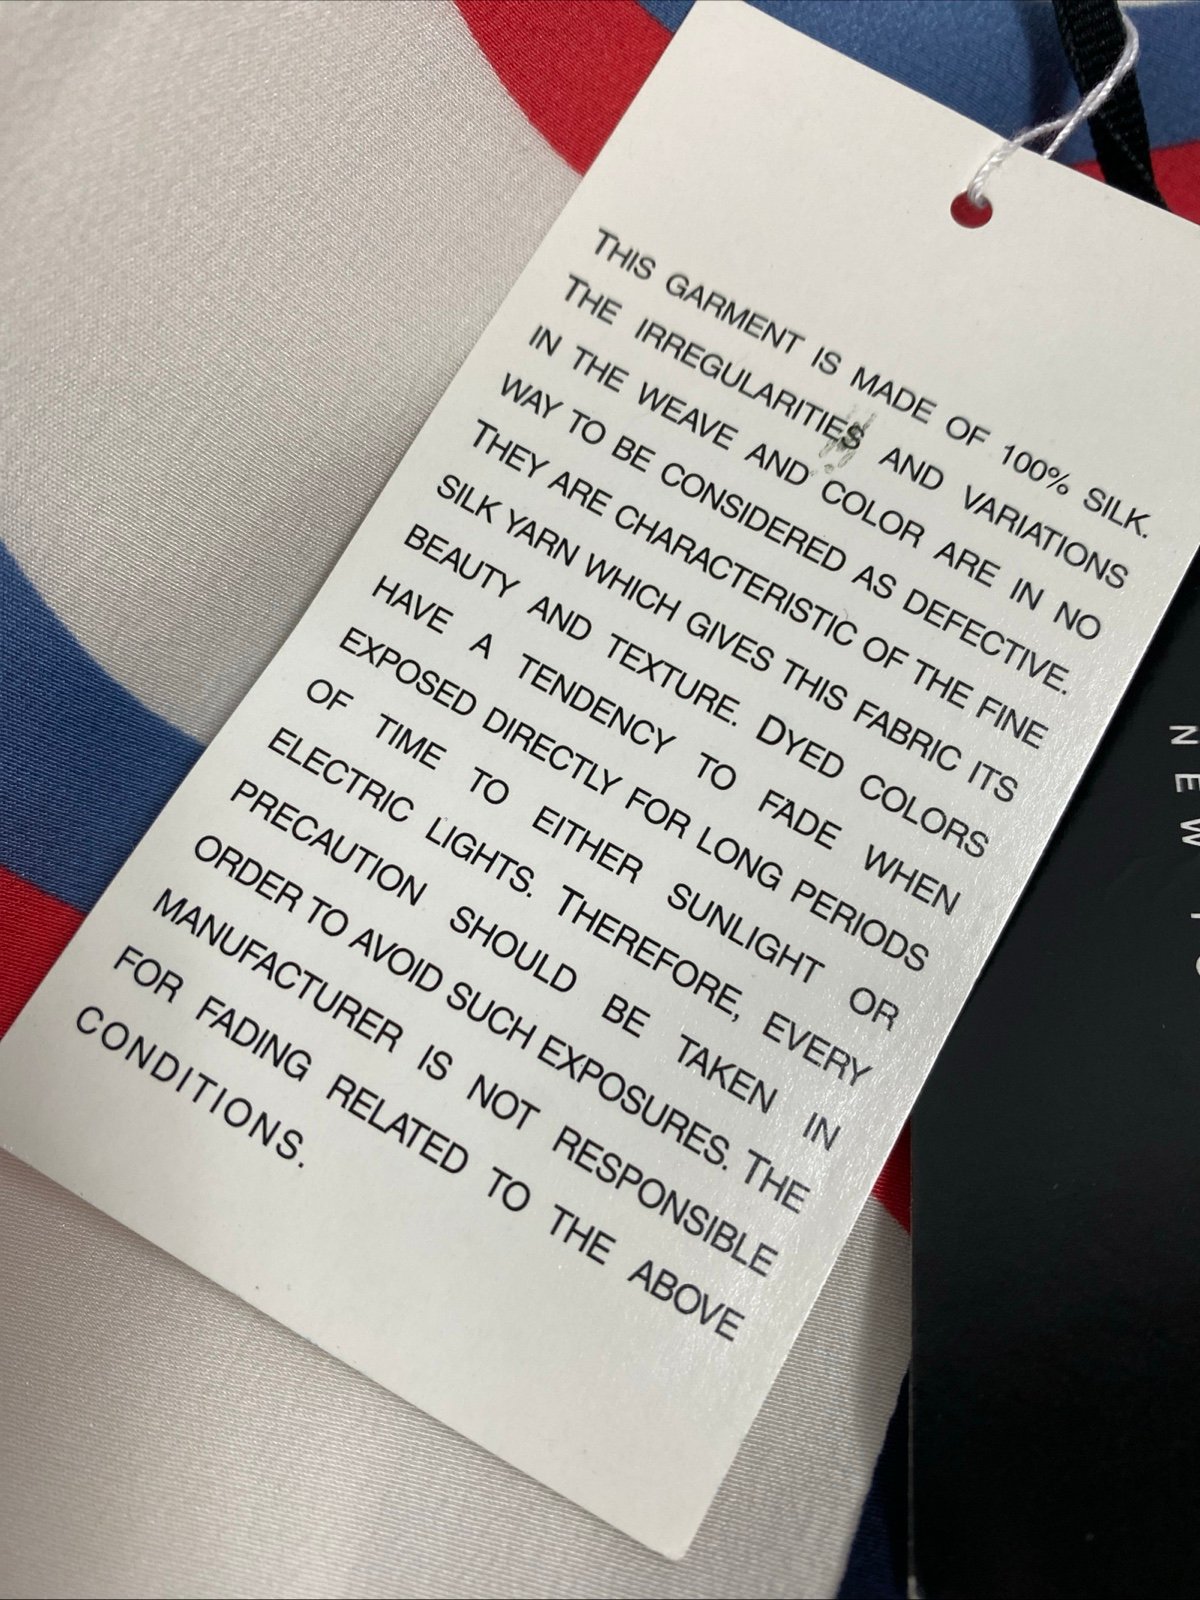 THIS GARMENT IS MADE OF 100% SILK.
THE IRREGULARITIES AND VARIATIONS
IN THE WEAVE AND COLOR ARE IN NO
WAY TO BE CONSIDERED AS DEFECTIVE.
THEY ARE CHARACTERISTIC OF THE FINE
SILK YARN WHICH GIVES THIS FABRIC ITS
BEAUTY AND TEXTURE. DYED COLORS
HAVE A TENDENCY TO FADE WHEN
EXPOSED DIRECTLY FOR LONG PERIODS
OF TIME TO EITHER SUNLIGHT OR
ELECTRIC LIGHTS. THEREFORE, EVERY
PRECAUTION SHOULD BE TAKEN IN
ORDER TO AVOID SUCH EXPOSURES. THE
MANUFACTURER IS NOT RESPONSIBLE
FOR FADING RELATED TO THE ABOVE
CONDITIONS.
NEW